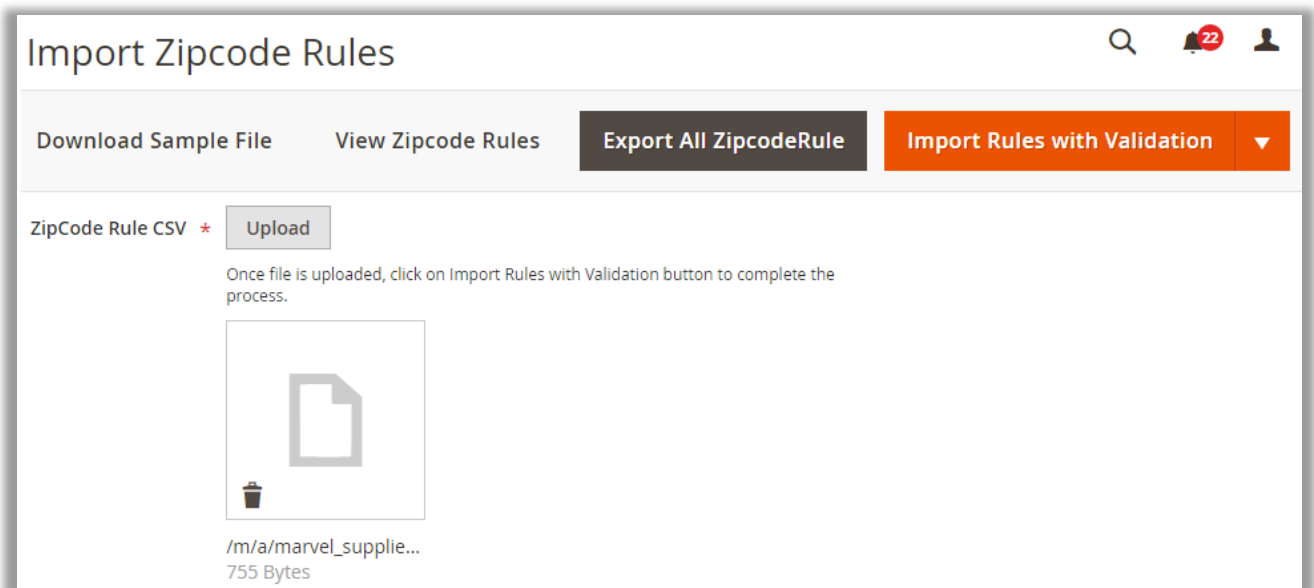 Import Zipcode Rules
22
Download Sample File
View Zipcode Rules
Export All ZipcodeRule
Import Rules with Validation
ZipCode Rule CSV *
Upload
Once file is uploaded, click on Import Rules with Validation button to complete the
process.
/m/a/marvel_supplie...
755 Bytes